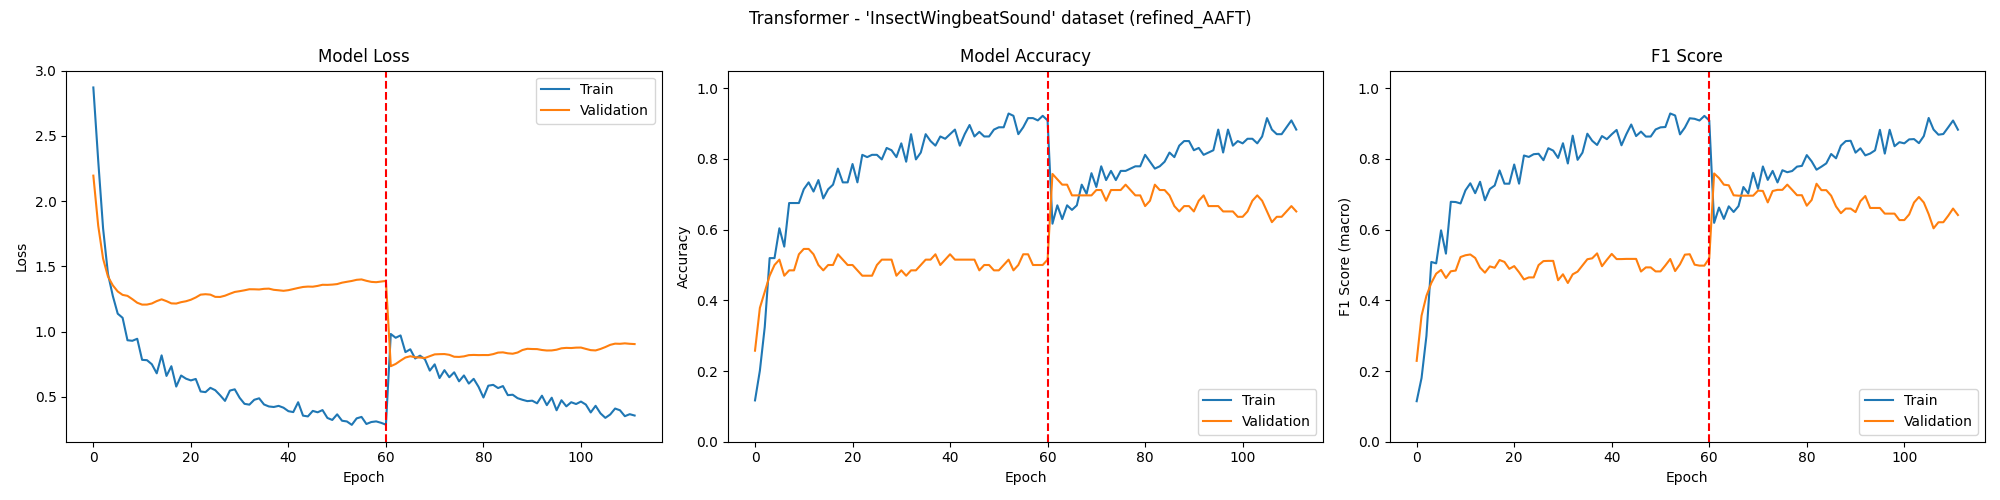 Transformer - 'InsectWingbeatSound' dataset (refined_AAFT)
Model Loss
3.0
2.5
2.0
1.5
1.0
0.5
0 20 40 60 80 100
Loss
Epoch
Train
Validation
Model Accuracy
1.0
0.8
0.6
0.4
0.2
0.0
0 20 40 60 80 100
Accuracy
Epoch
Train
Validation
F1 Score
1.0
0.8
0.6
0.4
0.2
0.0
0 20 40 60 80 100
F1 Score (macro)
Epoch
Train
Validation